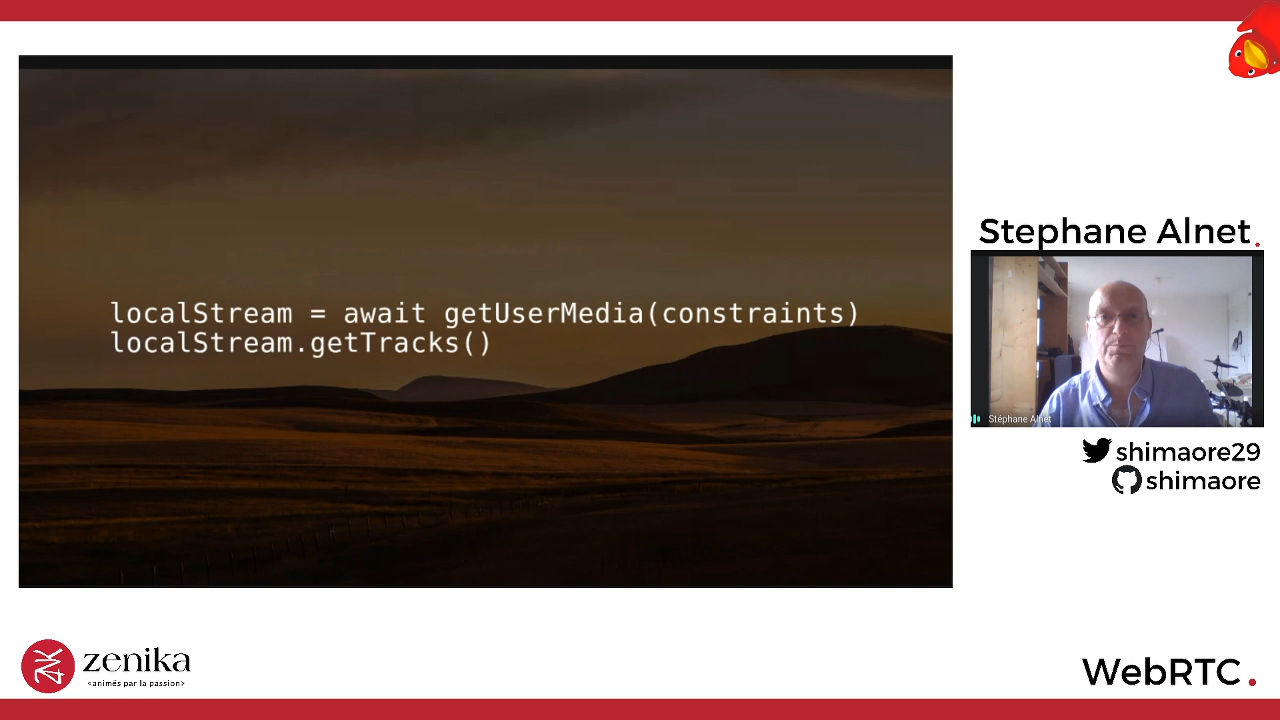 localStream = await getUserMedia(constraints)
localStream.getTracks()
Stephane Alnet.
Stéphane Alnet
shimaore29
shimaore
zenika
<animés par la passion>
WebRTC.